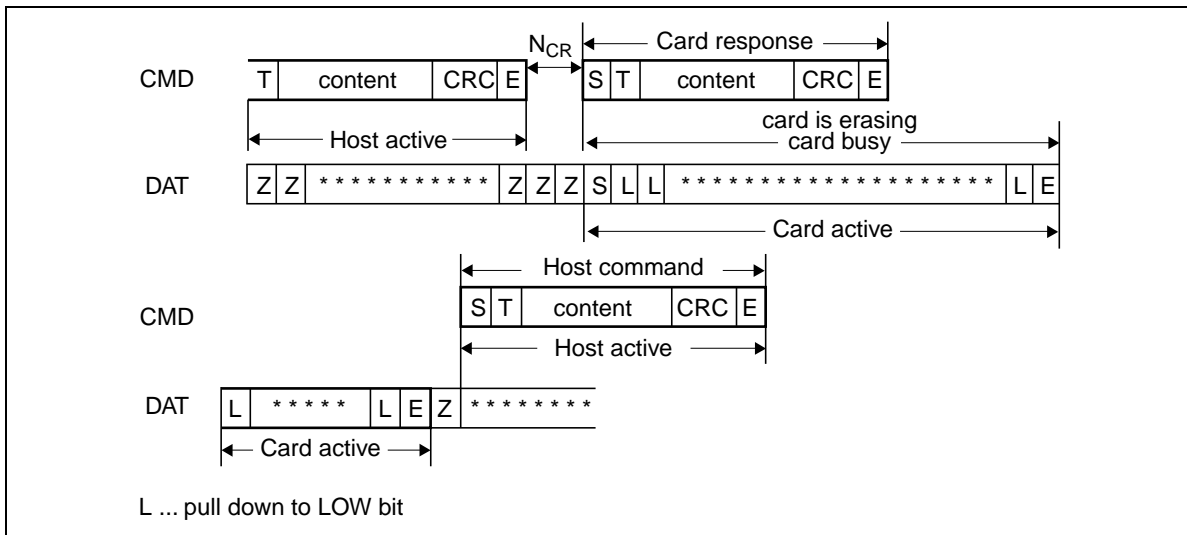 N_CR Card response
CMD T content CRC E S T content CRC E
Host active card is erasing
card busy
DAT Z Z * * * * * * * * * * * Z Z Z S L L * * * * * * * * * * * * * * * * * * * * L E
Card active
Host command
CMD S T content CRC E
Host active
DAT L * * * * * L E Z * * * * * * * *
Card active
L ... pull down to LOW bit